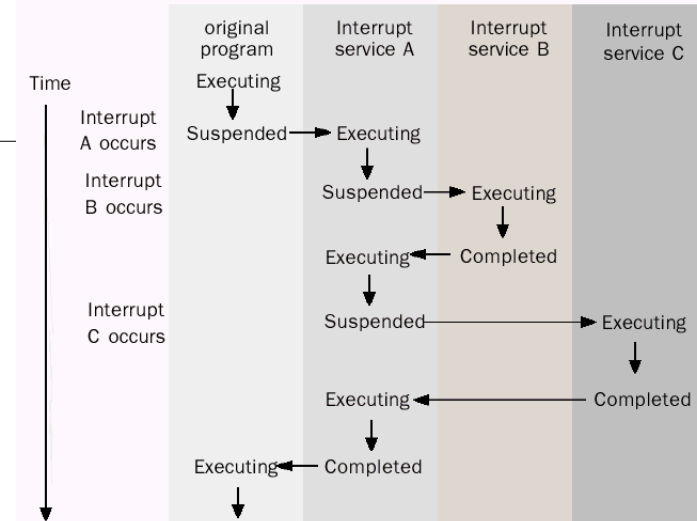 original program
Interrupt service A
Interrupt service B
Interrupt service C
Time
Executing
Interrupt A occurs
Suspended
Executing
Interrupt B occurs
Suspended
Executing
Executing
Completed
Interrupt C occurs
Suspended
Executing
Executing
Completed
Executing
Completed